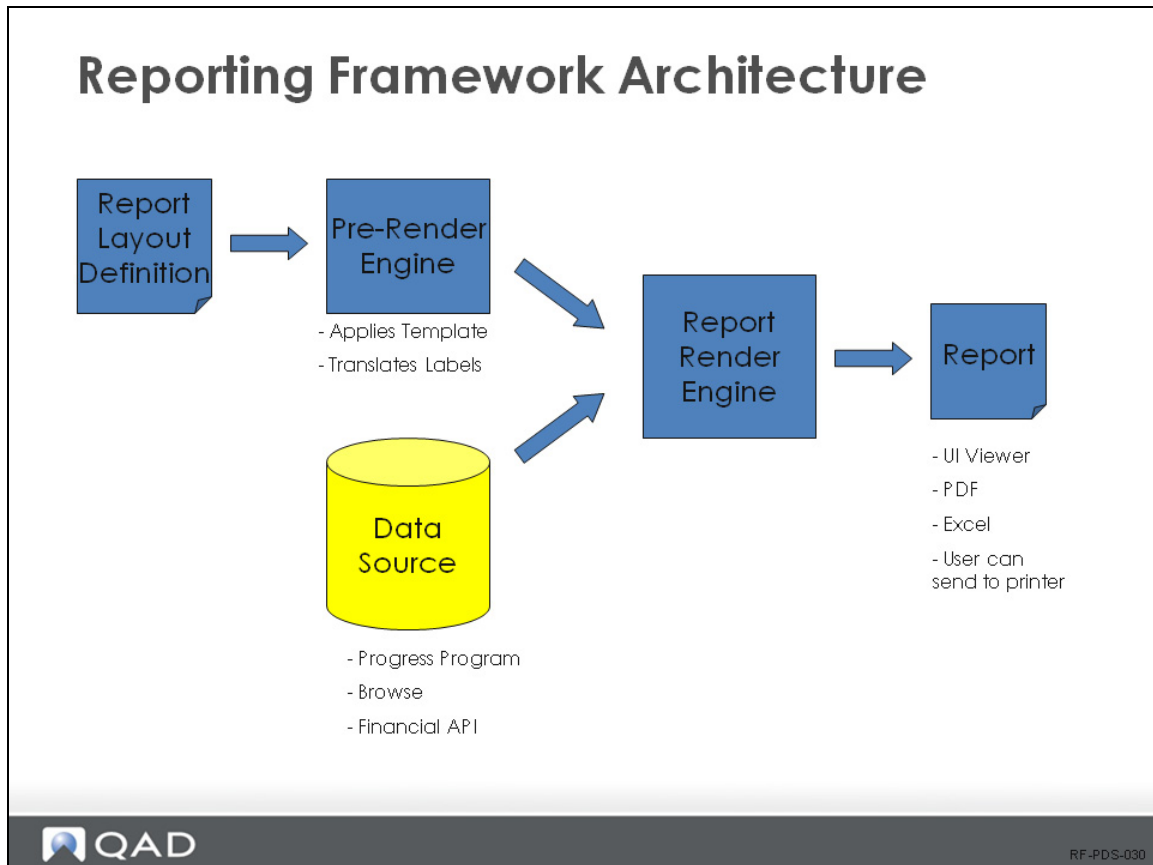 Reporting Framework Architecture
Report
Layout
Definition
Pre-Render
Engine
- Applies Template
- Translates Labels
Data
Source
- Progress Program
- Browse
- Financial API
Report
Render
Engine
Report
- UI Viewer
- PDF
- Excel
- User can
send to printer
QAD
RF-PDS-030